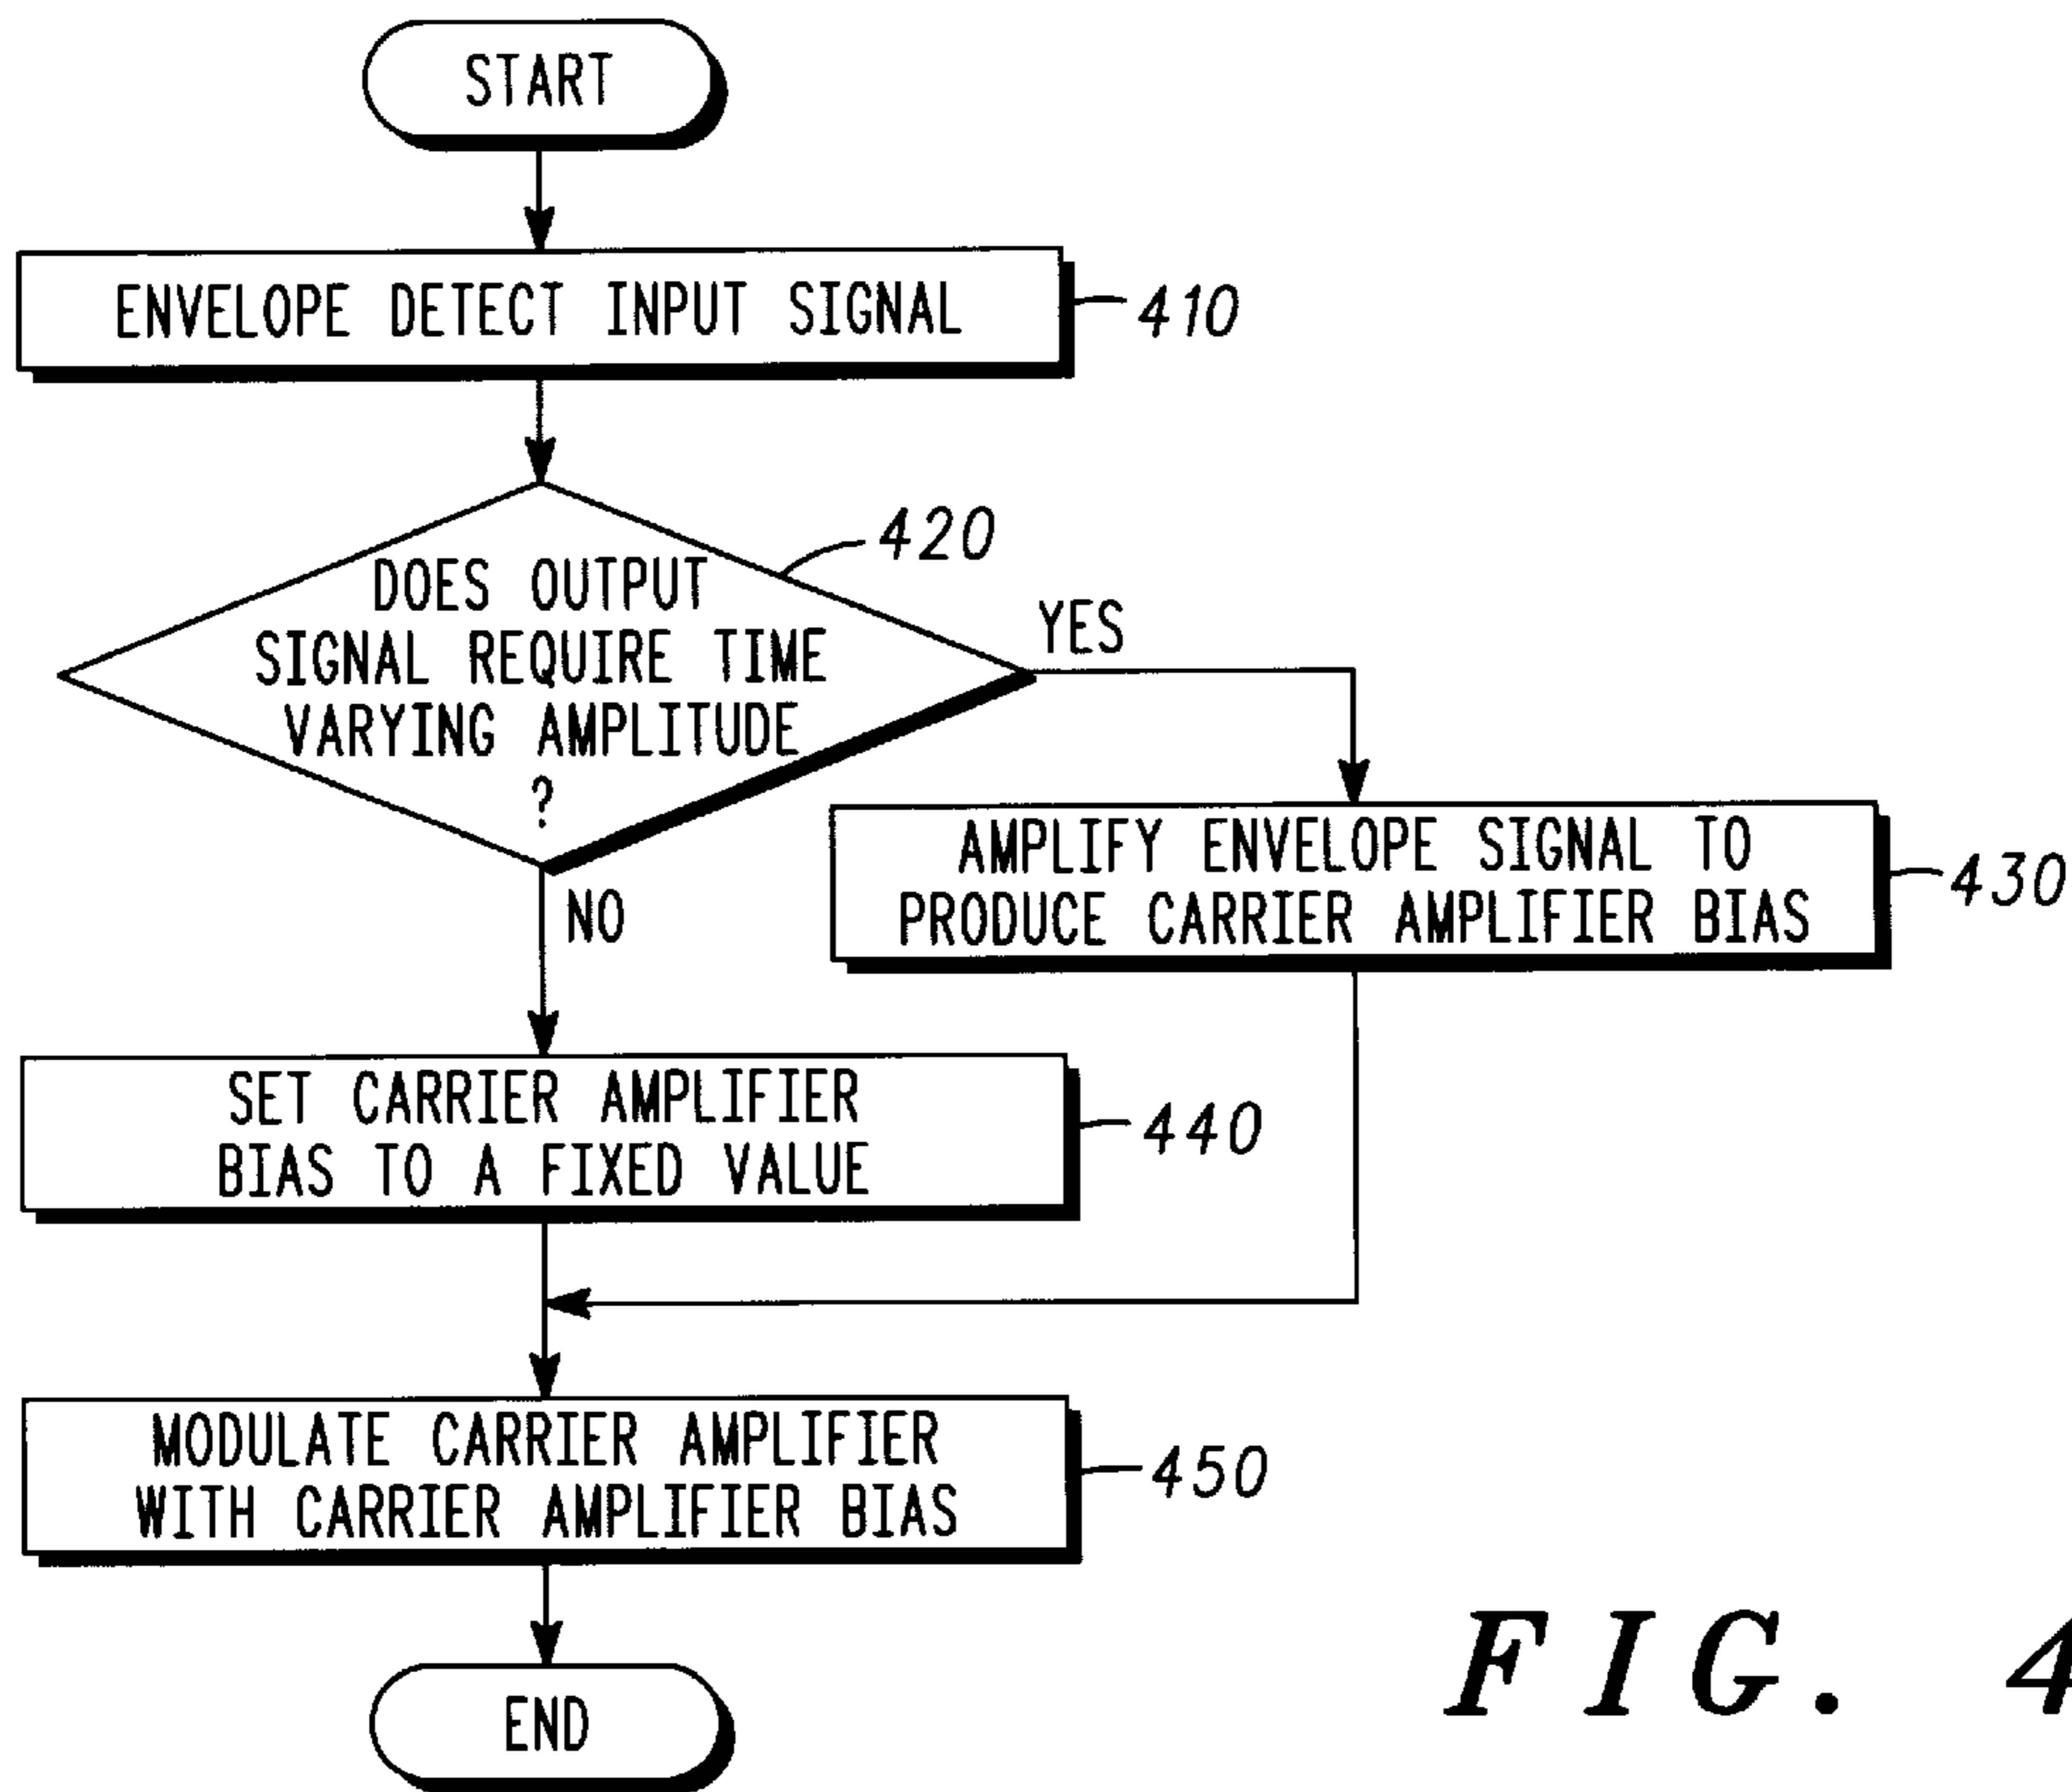 START
ENVELOPE DETECT INPUT SIGNAL
410
420
DOES OUTPUT
SIGNAL REQUIRE TIME
VARYING AMPLITUDE
?
YES
NO
AMPLIFY ENVELOPE SIGNAL TO
PRODUCE CARRIER AMPLIFIER BIAS
430
SET CARRIER AMPLIFIER
BIAS TO A FIXED VALUE
440
MODULATE CARRIER AMPLIFIER
WITH CARRIER AMPLIFIER BIAS
450
END
FIG. 4